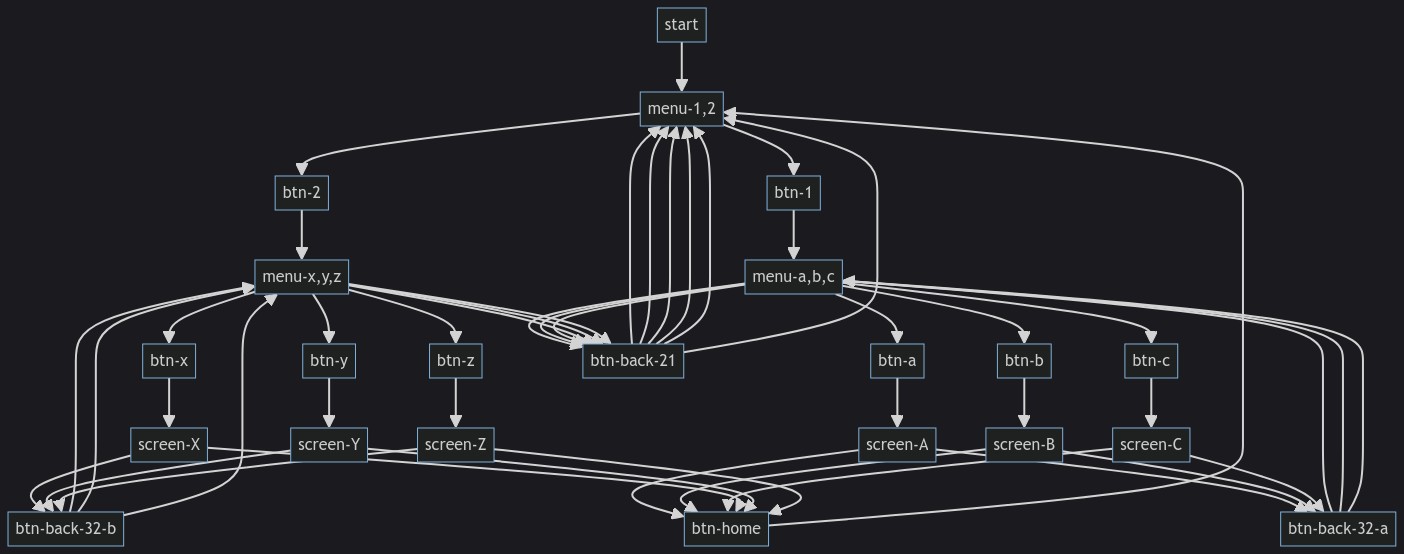 start
menu-1,2
btn-2
btn-1
menu-x,y,z
menu-a,b,c
btn-x
btn-y
btn-z
btn-back-21
btn-a
btn-b
btn-c
screen-X
screen-Y
screen-Z
screen-A
screen-B
screen-C
btn-back-32-b
btn-home
btn-back-32-a